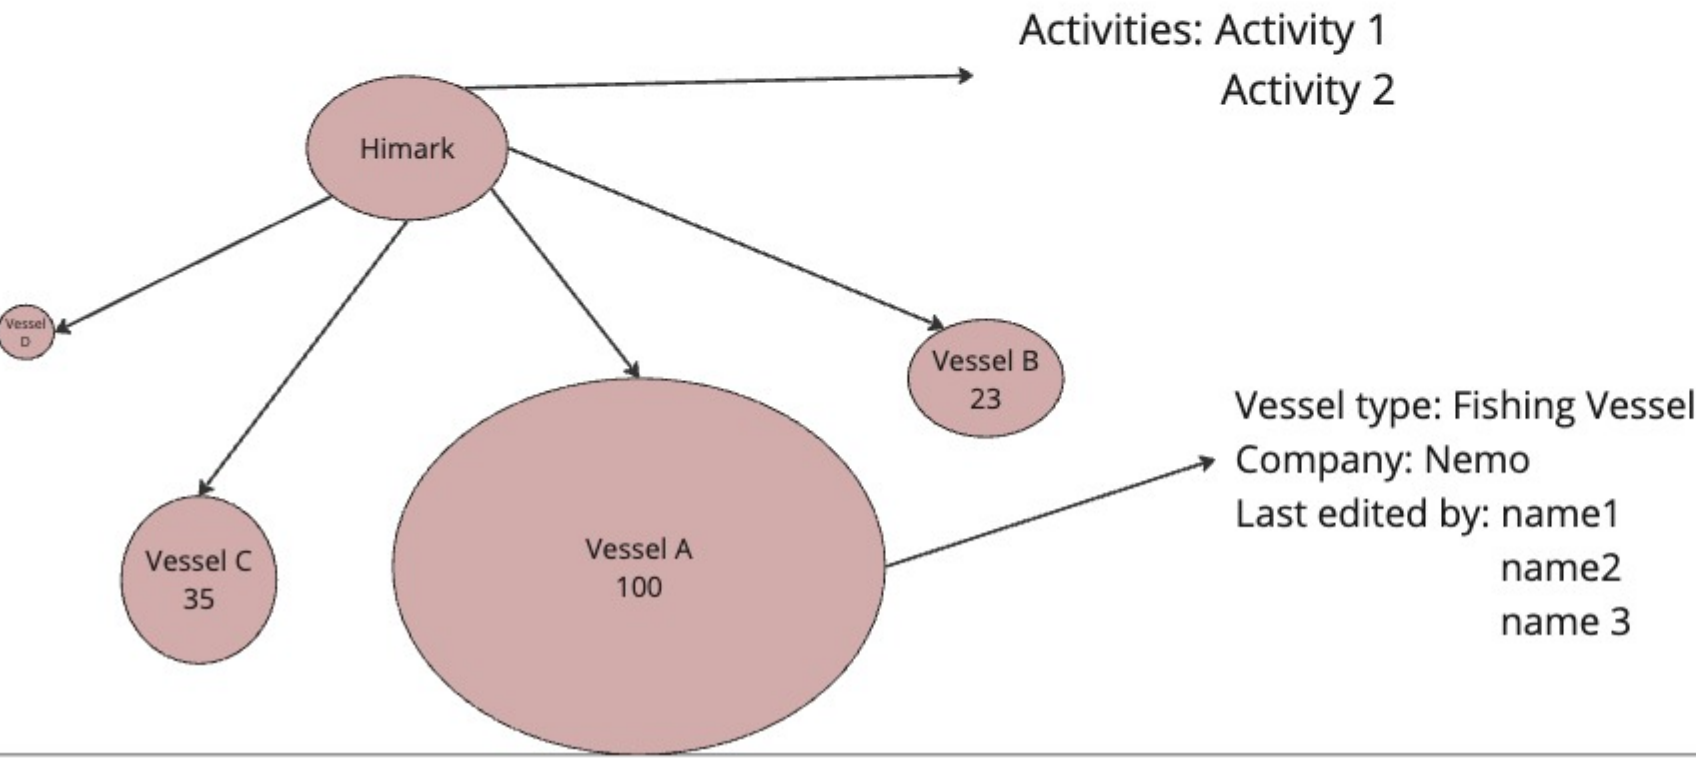 Activities: Activity 1
Activity 2
Himark
Vessel
D
Vessel B
23
Vessel type: Fishing Vessel
Company: Nemo
Last edited by: name1
name2
name 3
Vessel A
100
Vessel C
35